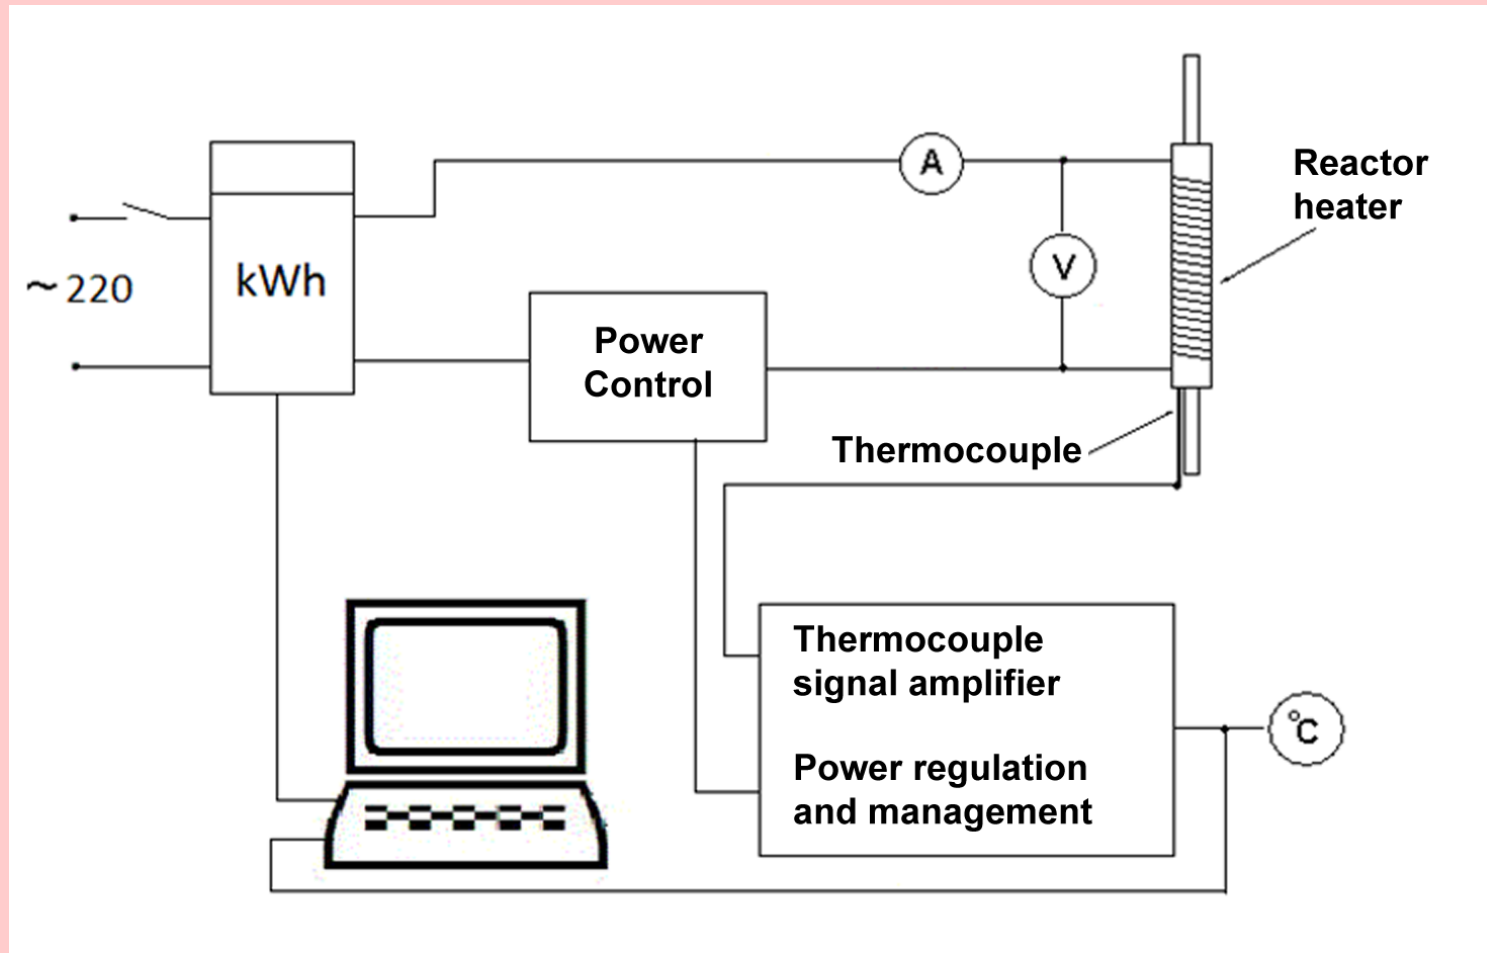 A
Reactor
heater
~ 220
kWh
V
Power
Control
Thermocouple
Thermocouple
signal amplifier
°C
Power regulation
and management